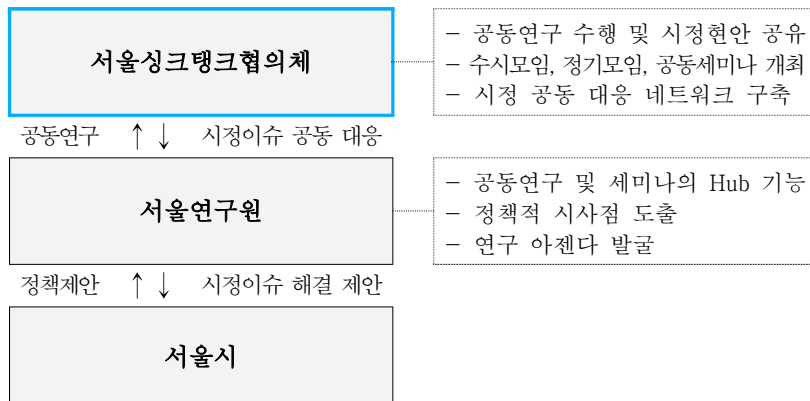 서울싱크탱크협의체
– 공동연구 수행 및 시정현안 공유
– 수시모임, 정기모임, 공동세미나 개최
– 시정 공동 대응 네트워크 구축
공동연구 ↑ ↓ 시정이슈 공동 대응
서울연구원
– 공동연구 및 세미나의 Hub 기능
– 정책적 시사점 도출
– 연구 아젠다 발굴
정책제안 ↑ ↓ 시정이슈 해결 제안
서울시